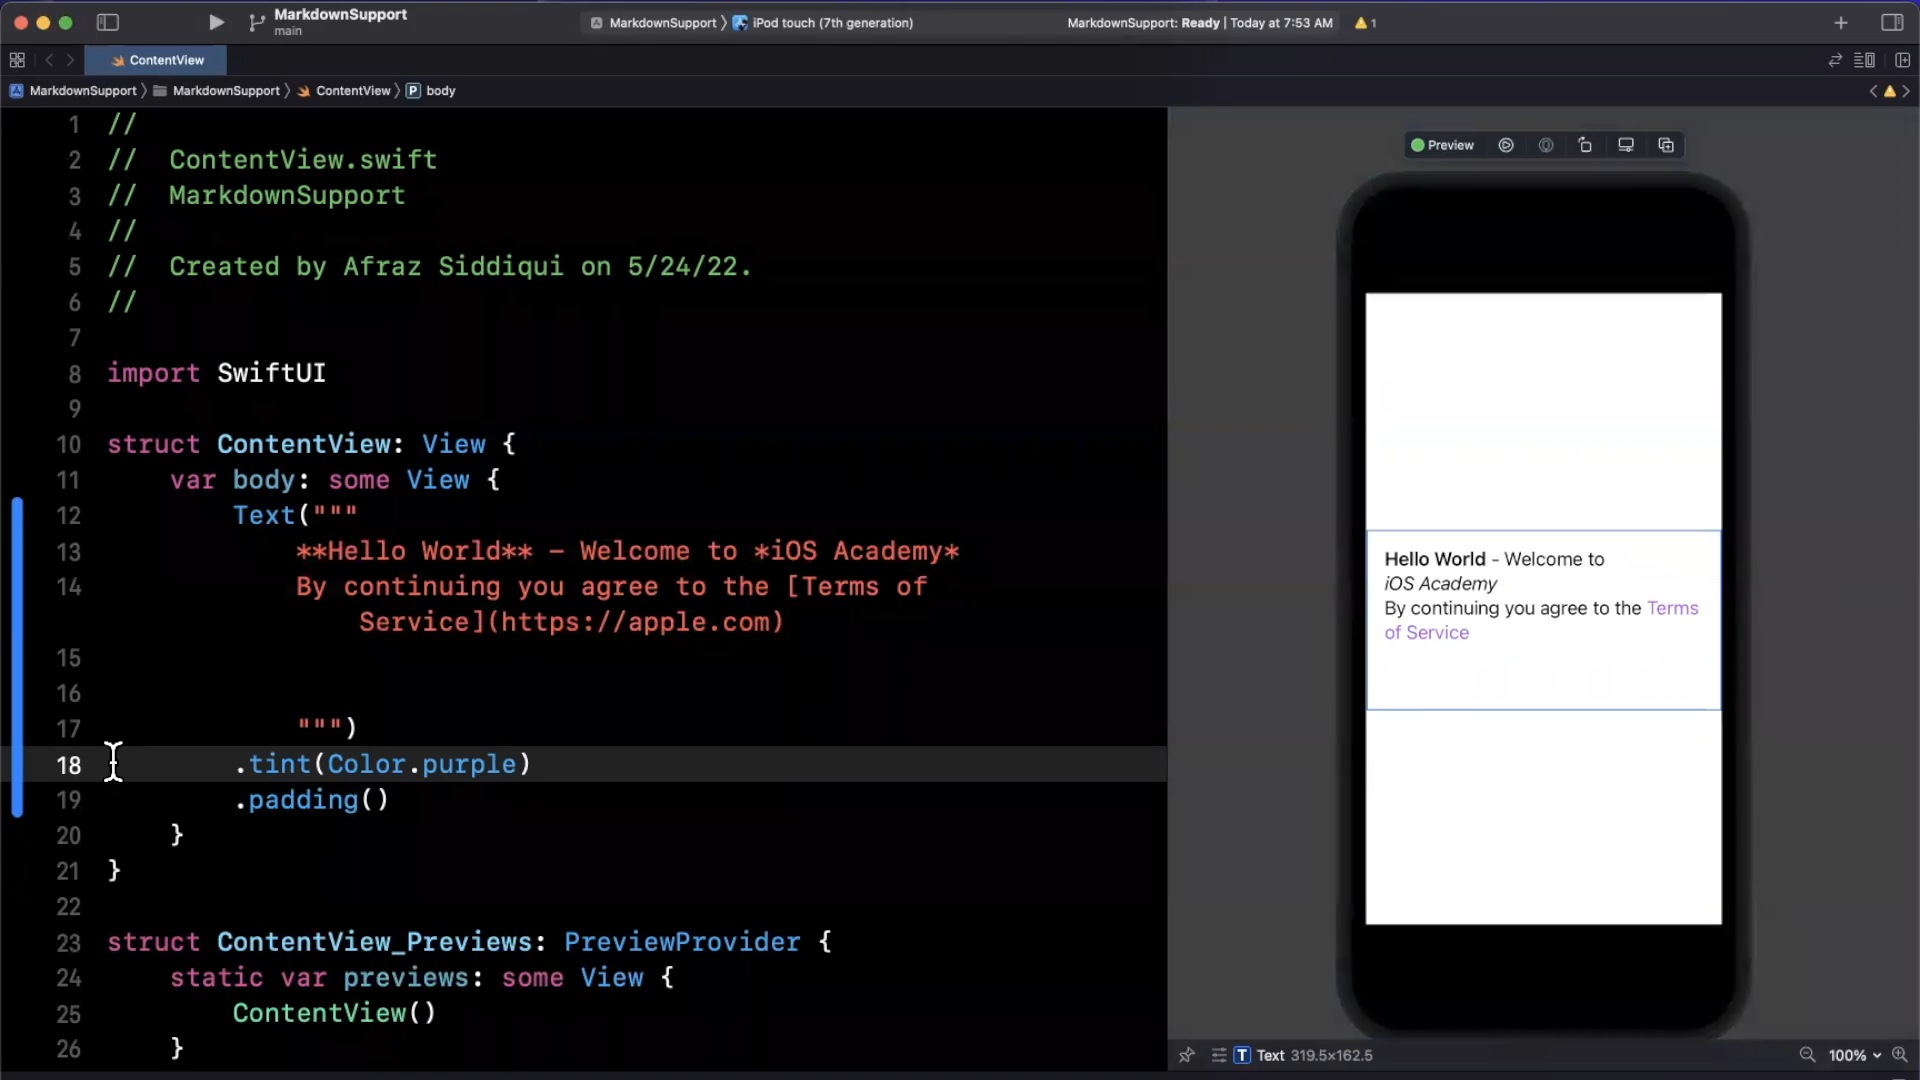 MarkdownSupport
main
MarkdownSupport 〉 iPod touch (7th generation)
MarkdownSupport: Ready | Today at 7:53 AM
1
ContentView
MarkdownSupport 〉 MarkdownSupport 〉 ContentView 〉 P body
1 //
2 //  ContentView.swift
3 //  MarkdownSupport
4 //
5 //  Created by Afraz Siddiqui on 5/24/22.
6 //
7
8 import SwiftUI
9
10 struct ContentView: View {
11     var body: some View {
12         Text("""
13             **Hello World** - Welcome to *iOS Academy*
14             By continuing you agree to the [Terms of
Service](https://apple.com)
15
16
17             """)
18         .tint(Color.purple)
19         .padding()
20     }
21 }
22
23 struct ContentView_Previews: PreviewProvider {
24     static var previews: some View {
25         ContentView()
26     }
Preview
Hello World - Welcome to
iOS Academy
By continuing you agree to the Terms
of Service
T Text 319.5×162.5
100%